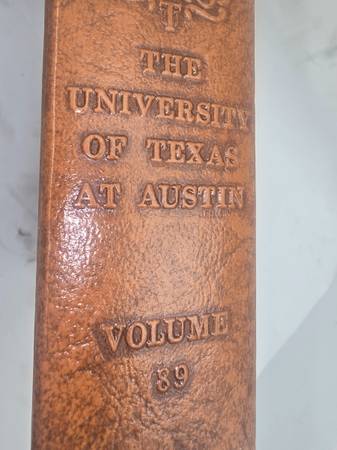 T
THE
UNIVERSITY
OF TEXAS
AT AUSTIN
VOLUME
89